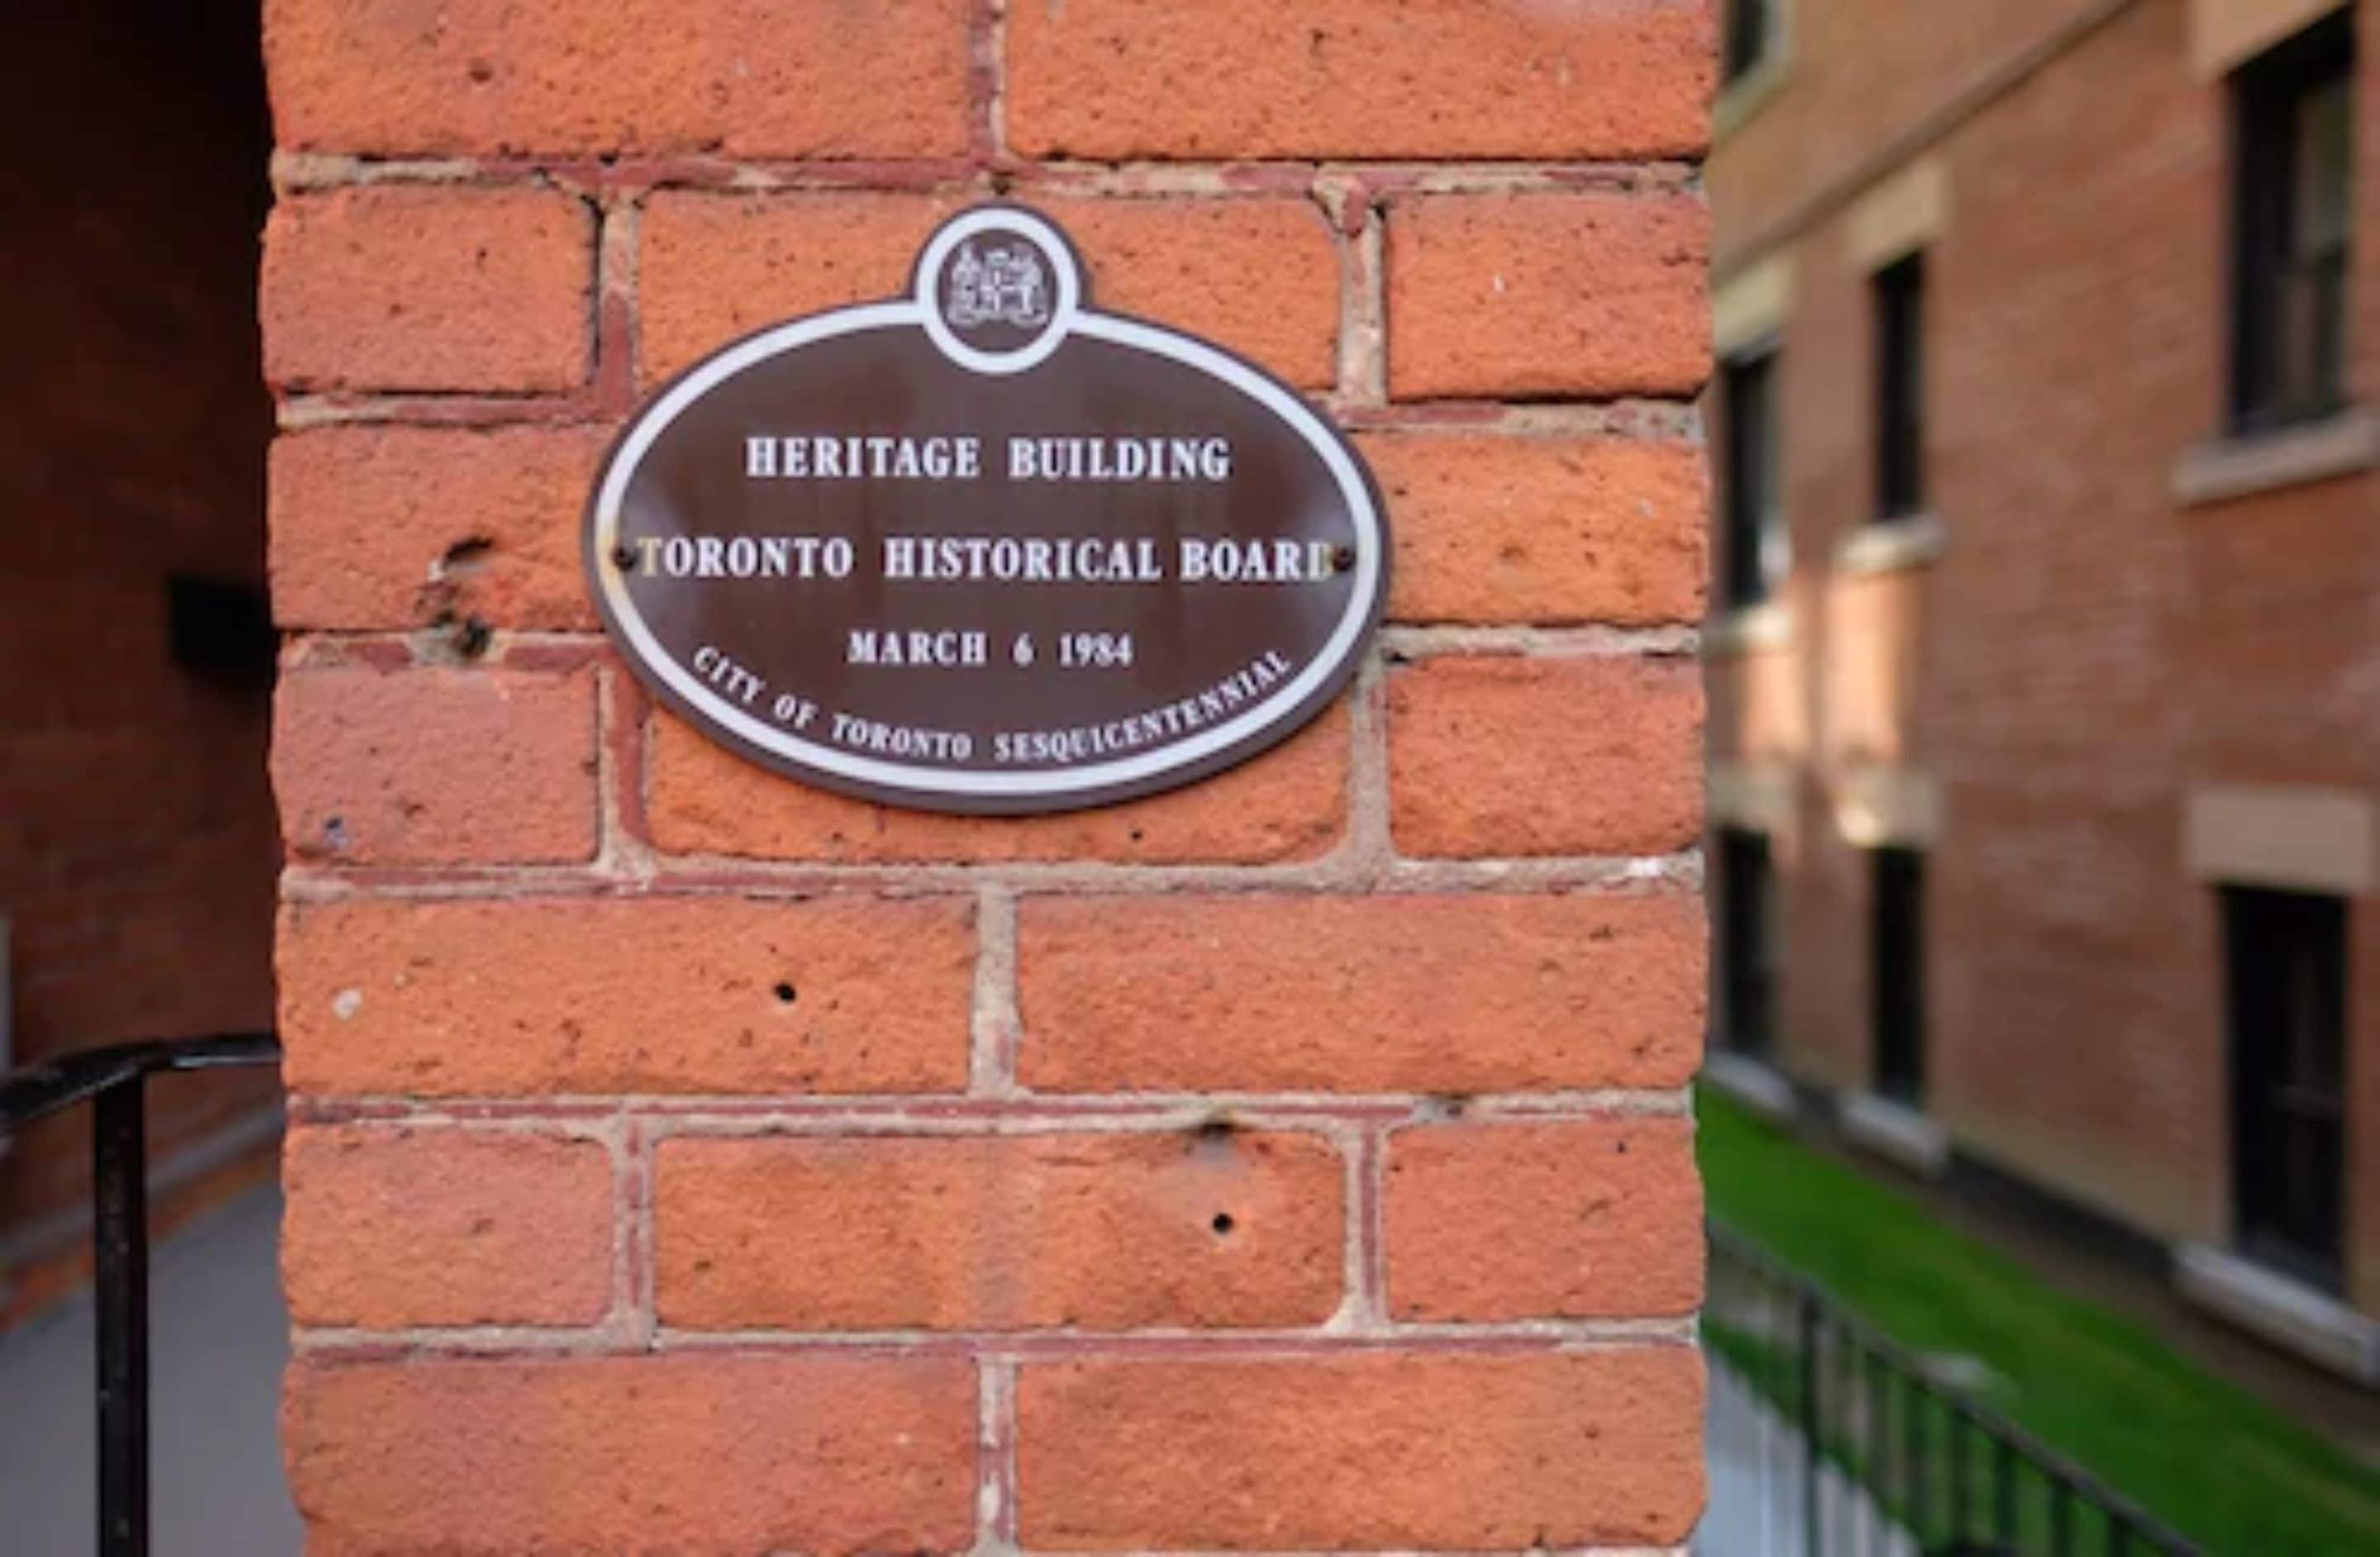 HERITAGE BUILDING
TORONTO HISTORICAL BOARD
MARCH 6 1984
CITY OF TORONTO SESQUICENTENNIAL